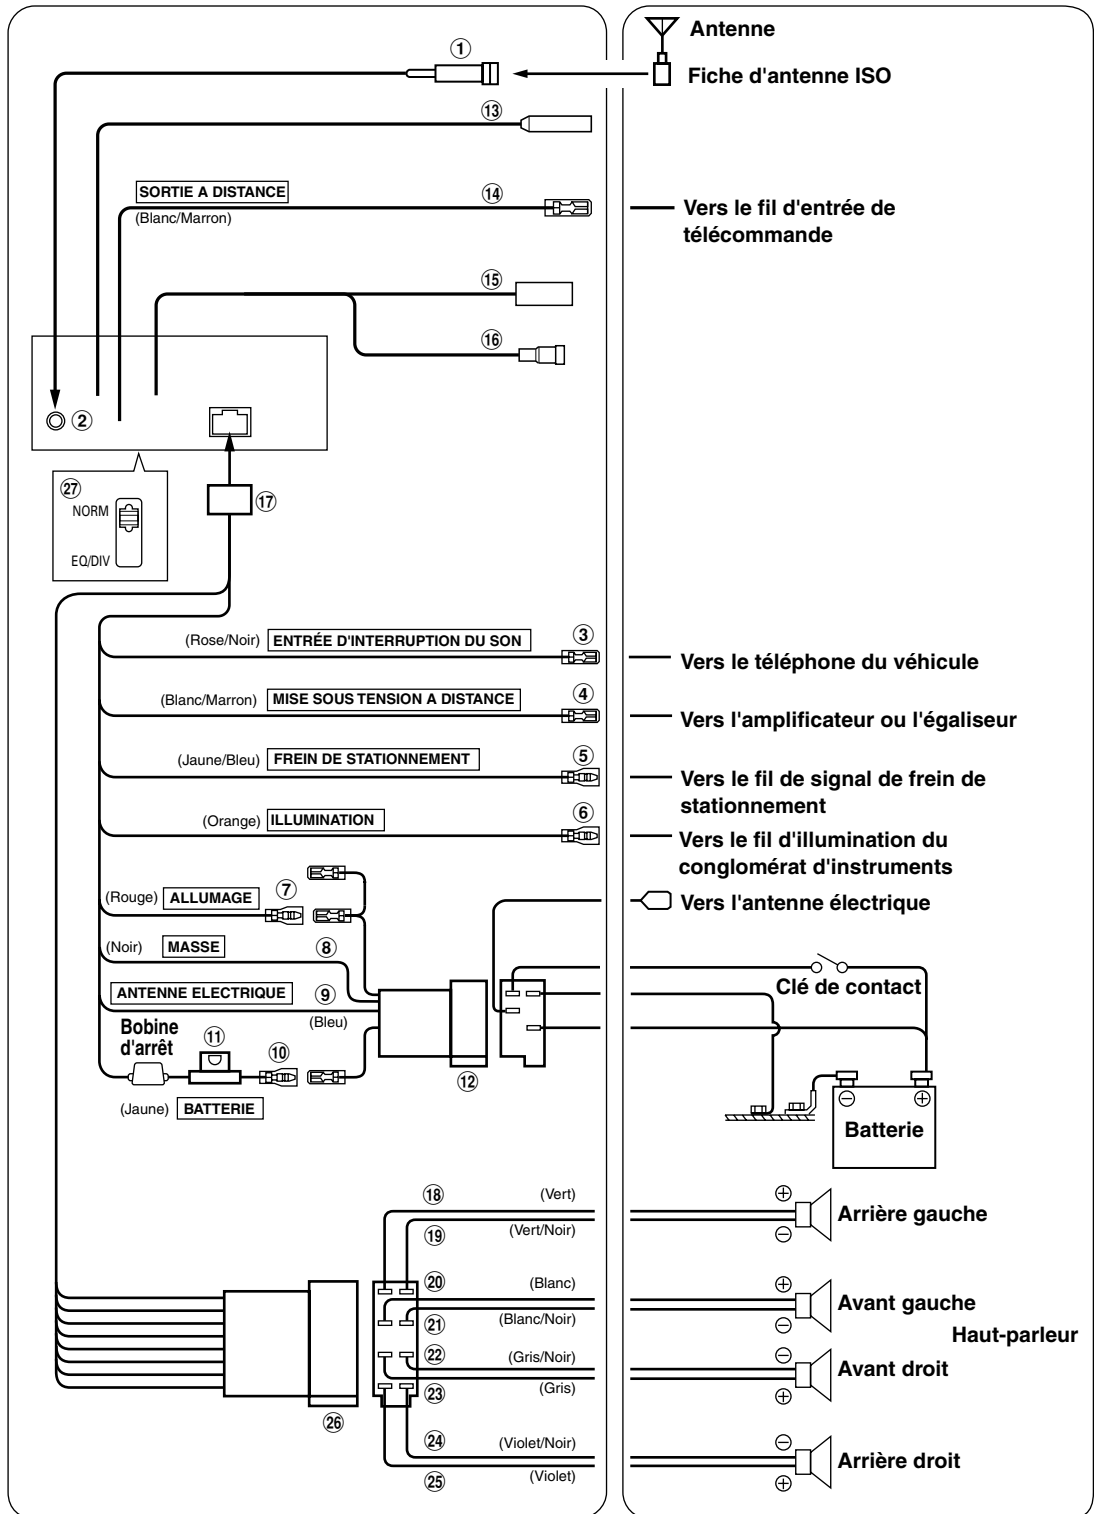 Antenne
①
Fiche d'antenne ISO
⑬
SORTIE A DISTANCE
⑭
(Blanc/Marron)
Vers le fil d'entrée de
télécommande
⑮
⑯
②
㉗
NORM
EQ/DIV
⑰
(Rose/Noir) ENTRÉE D'INTERRUPTION DU SON
③
Vers le téléphone du véhicule
(Blanc/Marron) MISE SOUS TENSION A DISTANCE
④
Vers l'amplificateur ou l'égaliseur
(Jaune/Bleu) FREIN DE STATIONNEMENT
⑤
Vers le fil de signal de frein de
stationnement
(Orange) ILLUMINATION
⑥
Vers le fil d'illumination du
conglomérat d'instruments
(Rouge) ALLUMAGE
⑦
Vers l'antenne électrique
(Noir) MASSE
⑧
Clé de contact
ANTENNE ELECTRIQUE
⑨
(Bleu)
Bobine
d'arrêt
⑪
⑩
⑫
(Jaune) BATTERIE
⊖ ⊕
Batterie
⑱
(Vert)
⊕
Arrière gauche
⑲
(Vert/Noir)
⊖
⑳
(Blanc)
⊕
Avant gauche
㉑
(Blanc/Noir)
⊖
Haut-parleur
㉒
(Gris/Noir)
⊖
Avant droit
㉓
(Gris)
⊕
㉖
㉔
(Violet/Noir)
⊖
Arrière droit
㉕
(Violet)
⊕